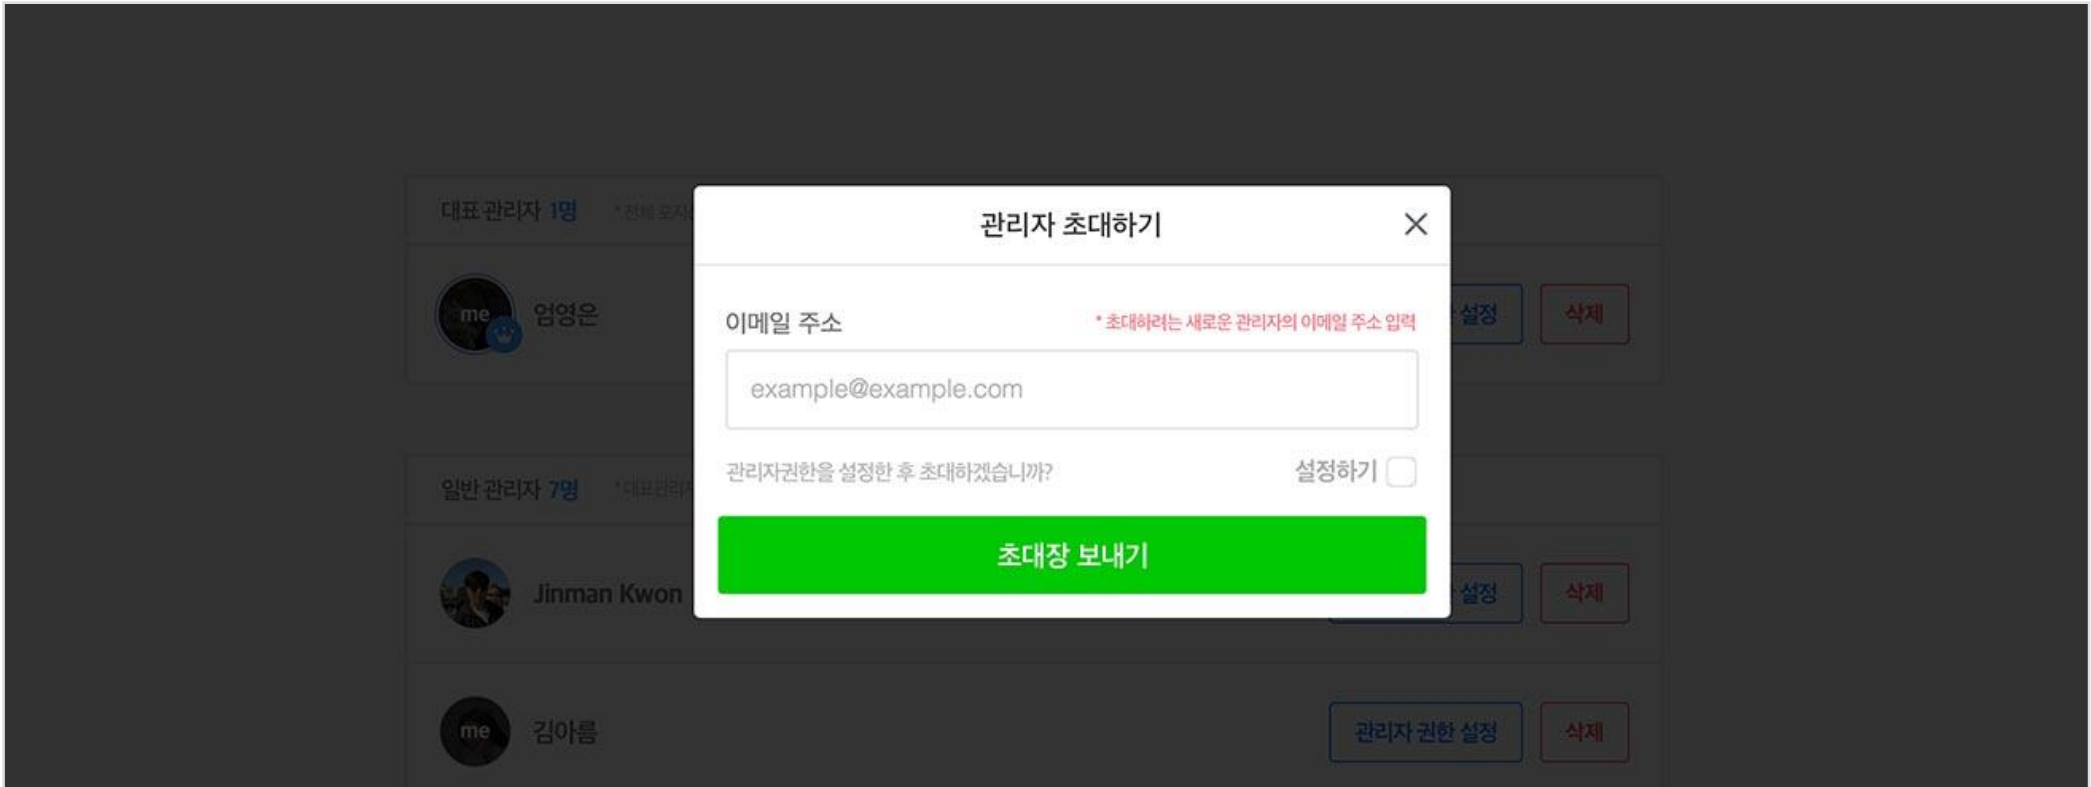 대표 관리자 1명
관리자 초대하기
me
엄영은
이메일 주소
* 초대하려는 새로운 관리자의 이메일 주소 입력
설정
삭제
example@example.com
관리자권한을 설정한 후 초대하겠습니까?
설정하기
일반 관리자 7명
초대장 보내기
Jinman Kwon
설정
삭제
me
김아름
관리자 권한 설정
삭제